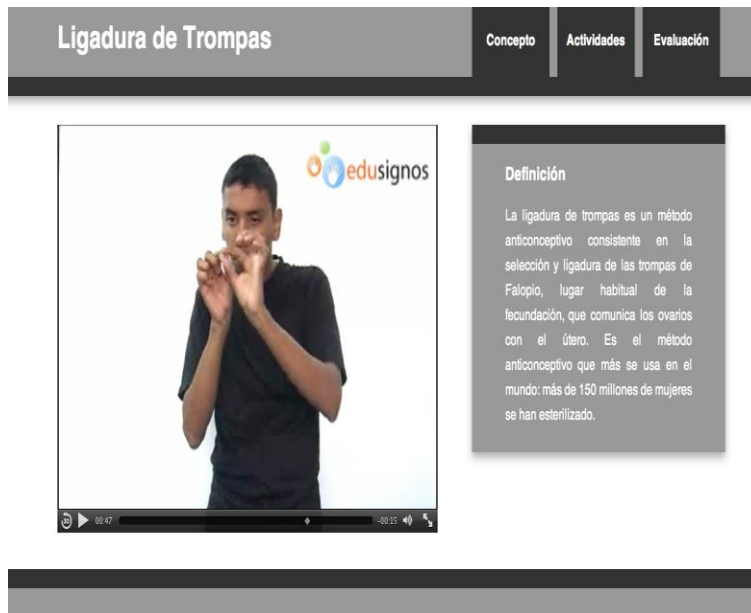 Ligadura de Trompas
Concepto
Actividades
Evaluación
edusignos
Definición
La ligadura de trompas es un método
anticonceptivo consistente en la
selección y ligadura de las trompas de
Falopio, lugar habitual de la
fecundación, que comunica los ovarios
con el útero. Es el método
anticonceptivo que más se usa en el
mundo: más de 150 millones de mujeres
se han esterilizado.
30
00:47
-00:15